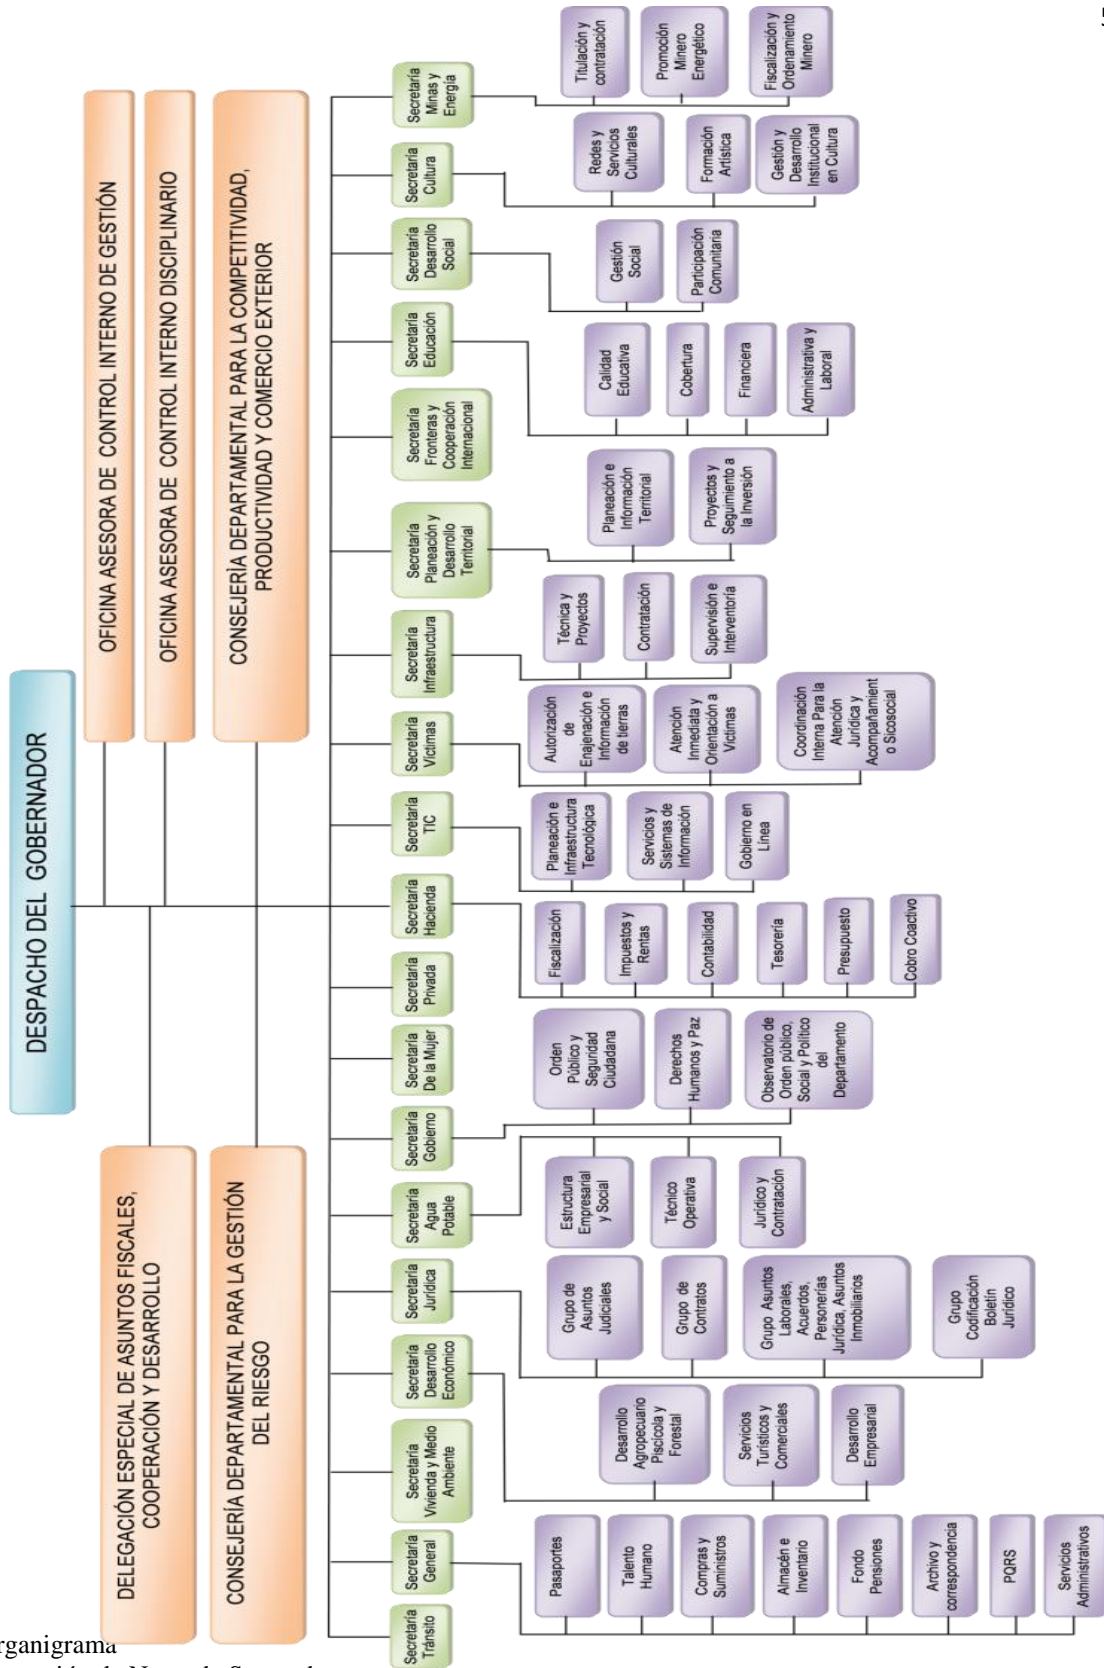 DESPACHO DEL GOBERNADOR
DELEGACIÓN ESPECIAL DE ASUNTOS FISCALES,
COOPERACIÓN Y DESARROLLO
CONSEJERÍA DEPARTAMENTAL PARA LA GESTIÓN
DEL RIESGO
OFICINA ASESORA DE CONTROL INTERNO DE GESTIÓN
OFICINA ASESORA DE CONTROL INTERNO DISCIPLINARIO
CONSEJERÍA DEPARTAMENTAL PARA LA COMPETITIVIDAD,
PRODUCTIVIDAD Y COMERCIO EXTERIOR
Secretaría
Tránsito
Secretaría
General
Pasaportes
Talento
Humano
Compras y
Suministros
Almacén e
Inventario
Fondo
Pensiones
Archivo y
correspondencia
PQRS
Servicios
Administrativos
Secretaría
Vivienda y Medio
Ambiente
Secretaría
Desarrollo
Económico
Desarrollo
Agropecuario
Piscícola y
Forestal
Servicios
Turísticos y
Comerciales
Desarrollo
Empresarial
Secretaría
Jurídica
Grupo de
Asuntos
Judiciales
Grupo de
Contratos
Grupo Asuntos
Laborales,
Acuerdos,
Personerías
Jurídica, Asuntos
Inmobiliarios
Grupo
Codificación
Boletín
Jurídico
Secretaría
Agua
Potable
Estructura
Empresarial
y Social
Técnico
Operativa
Jurídico y
Contratación
Secretaría
Gobierno
Orden
Público y
Seguridad
Ciudadana
Derechos
Humanos y Paz
Observatorio de
Orden público,
Social y Político
del
Departamento
Secretaría
De la Mujer
Secretaría
Privada
Secretaría
Hacienda
Fiscalización
Impuestos y
Rentas
Contabilidad
Tesorería
Presupuesto
Cobro Coactivo
Secretaría
TIC
Planeación e
Infraestructura
Tecnológica
Servicios y
Sistemas de
Información
Gobierno en
Línea
Secretaría
Víctimas
Autorización
de
Enajenación e
Información
de tierras
Atención
Inmediata y
Orientación a
Víctimas
Coordinación
Interna Para la
Atención
Jurídica y
Acompañamient
o Sicosocial
Secretaría
Infraestructura
Técnica y
Proyectos
Contratación
Supervisión e
Interventoría
Secretaría
Planeación y
Desarrollo
Territorial
Planeación e
Información
Territorial
Proyectos y
Seguimiento a
la Inversión
Secretaría
Fronteras y
Cooperación
Internacional
Secretaría
Educación
Calidad
Educativa
Cobertura
Financiera
Administrativa y
Laboral
Secretaría
Desarrollo
Social
Gestión
Social
Participación
Comunitaria
Secretaría
Cultura
Redes y
Servicios
Culturales
Formación
Artística
Gestión y
Desarrollo
Institucional
en Cultura
Secretaría
Minas y
Energía
Titulación y
contratación
Promoción
Minero
Energético
Fiscalización y
Ordenamiento
Minero
rganigrama